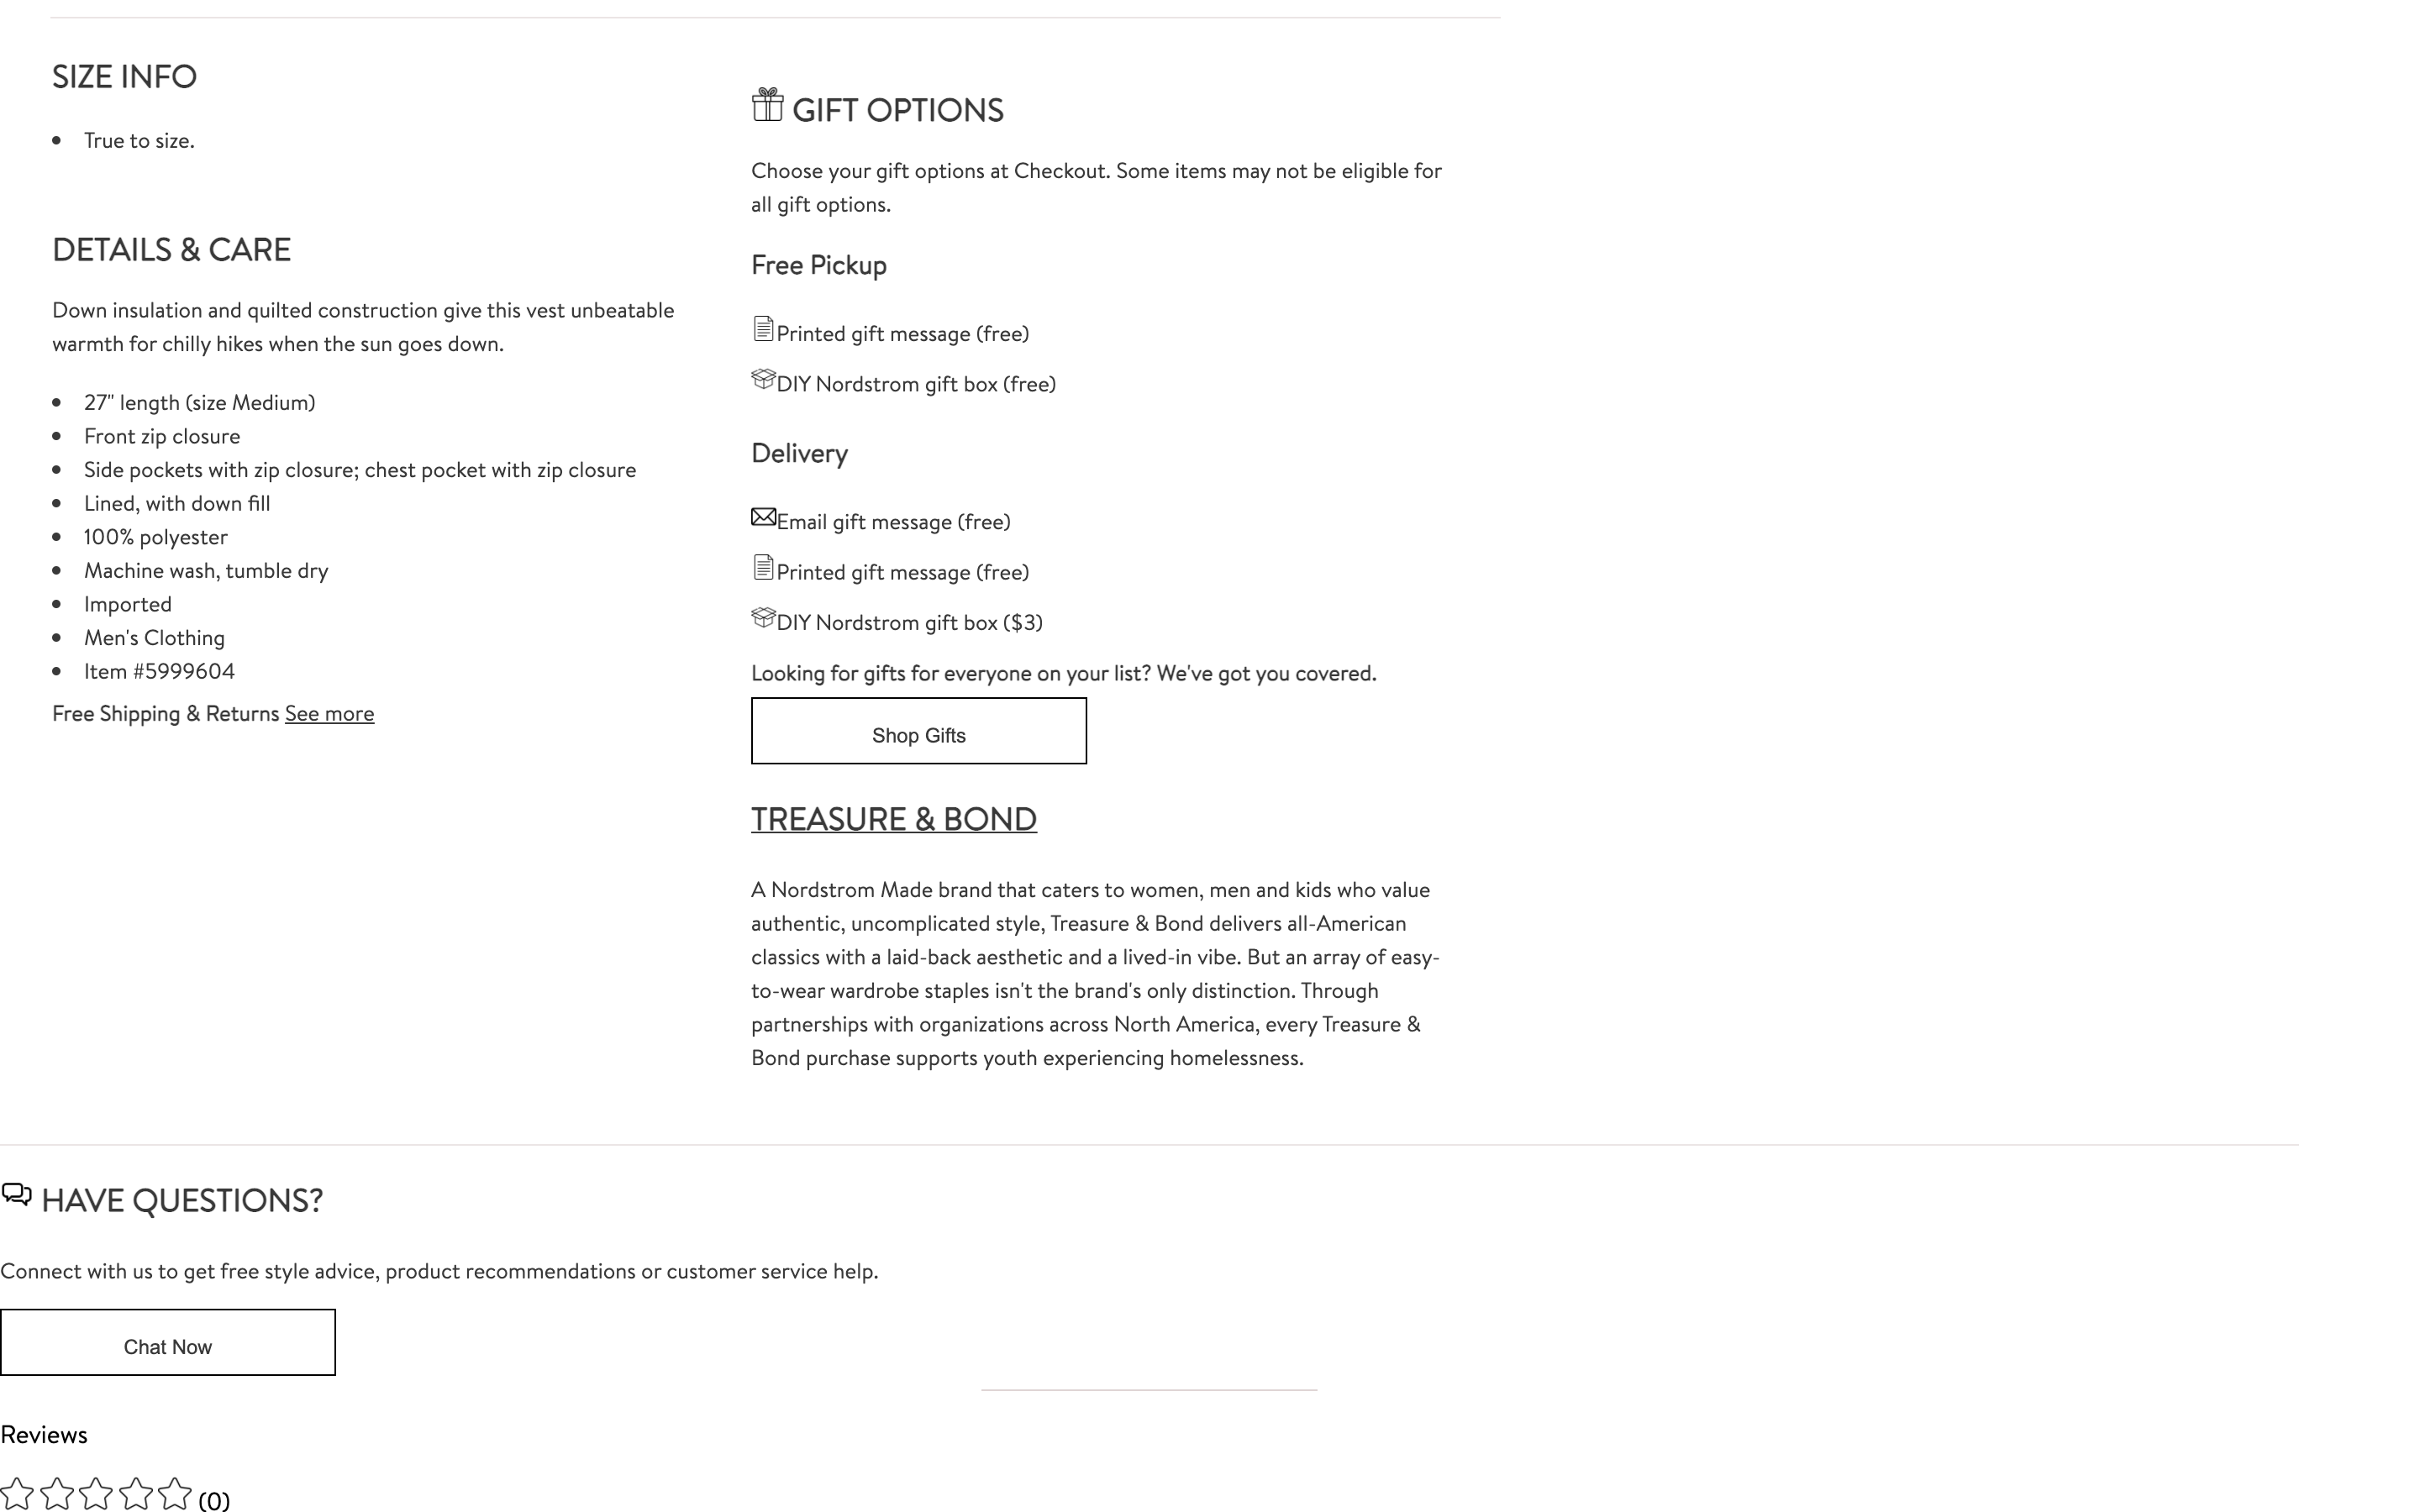 SIZE INFO
True to size.
DETAILS & CARE
Down insulation and quilted construction give this vest unbeatable
warmth for chilly hikes when the sun goes down.
27" length (size Medium)
Front zip closure
Side pockets with zip closure; chest pocket with zip closure
Lined, with down fill
100% polyester
Machine wash, tumble dry
Imported
Men's Clothing
Item #5999604
Free Shipping & Returns See more
GIFT OPTIONS
Choose your gift options at Checkout. Some items may not be eligible for
all gift options.
Free Pickup
Printed gift message (free)
DIY Nordstrom gift box (free)
Delivery
Email gift message (free)
Printed gift message (free)
DIY Nordstrom gift box ($3)
Looking for gifts for everyone on your list? We've got you covered.
Shop Gifts
TREASURE & BOND
A Nordstrom Made brand that caters to women, men and kids who value
authentic, uncomplicated style, Treasure & Bond delivers all-American
classics with a laid-back aesthetic and a lived-in vibe. But an array of easy-
to-wear wardrobe staples isn't the brand's only distinction. Through
partnerships with organizations across North America, every Treasure &
Bond purchase supports youth experiencing homelessness.
HAVE QUESTIONS?
Connect with us to get free style advice, product recommendations or customer service help.
Chat Now
Reviews
(0)